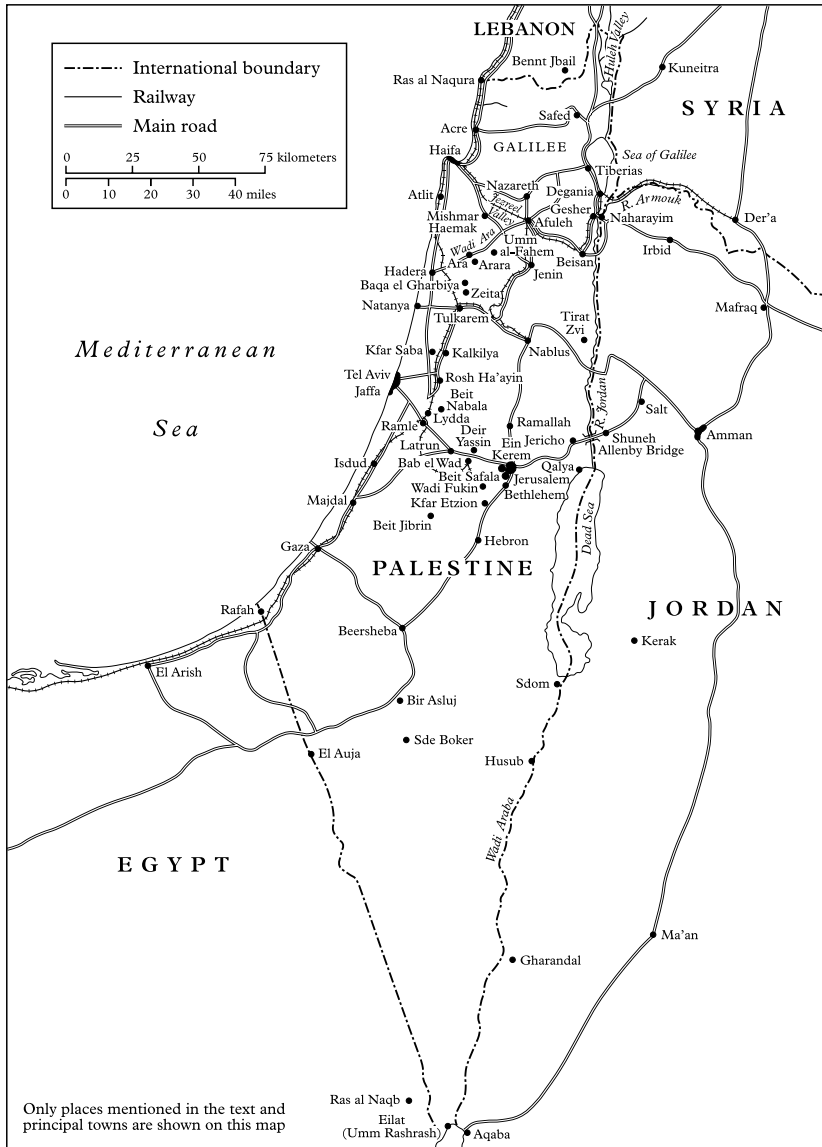 LEBANON
International boundary
Railway
Main road
0 25 50 75 kilometers
0 10 20 30 40 miles
Huleh Valley
Bennt Jbail
Kuneitra
Ras al Naqura
SYRIA
Safed
Acre
GALILEE
Haifa
Sea of Galilee
Tiberias
Nazareth
Degania
Atlit
Jezreel
Valley
Gesher
R. Armouk
Mishmar
Haemak
Afuleh
Naharayim
Der'a
Wadi Ara
Umm
al-Fahem
Irbid
Ara
Arara
Beisan
Hadera
Jenin
Baqa el Gharbiya
Zeita
Natanya
Mafraq
Tulkarem
Tirat
Zvi
Mediterranean
Sea
Kfar Saba
Kalkilya
Nablus
Tel Aviv
Jaffa
Rosh Ha'ayin
R. Jordan
Beit
Nabala
Salt
Lydda
Ramle
Ramallah
Deir
Yassin
Latrun
Ein
Kerem
Jericho
Shuneh
Allenby Bridge
Amman
Isdud
Bab el Wad
Beit Safala
Qalya
Jerusalem
Wadi Fukin
Bethlehem
Majdal
Kfar Etzion
Beit Jibrin
Dead Sea
Hebron
Gaza
PALESTINE
Rafah
JORDAN
Beersheba
Kerak
El Arish
Sdom
Bir Asluj
Sde Boker
El Auja
Husub
Wadi Araba
EGYPT
Ma'an
Gharandal
Ras al Naqb
Only places mentioned in the text and
principal towns are shown on this map
Eilat
(Umm Rashrash)
Aqaba